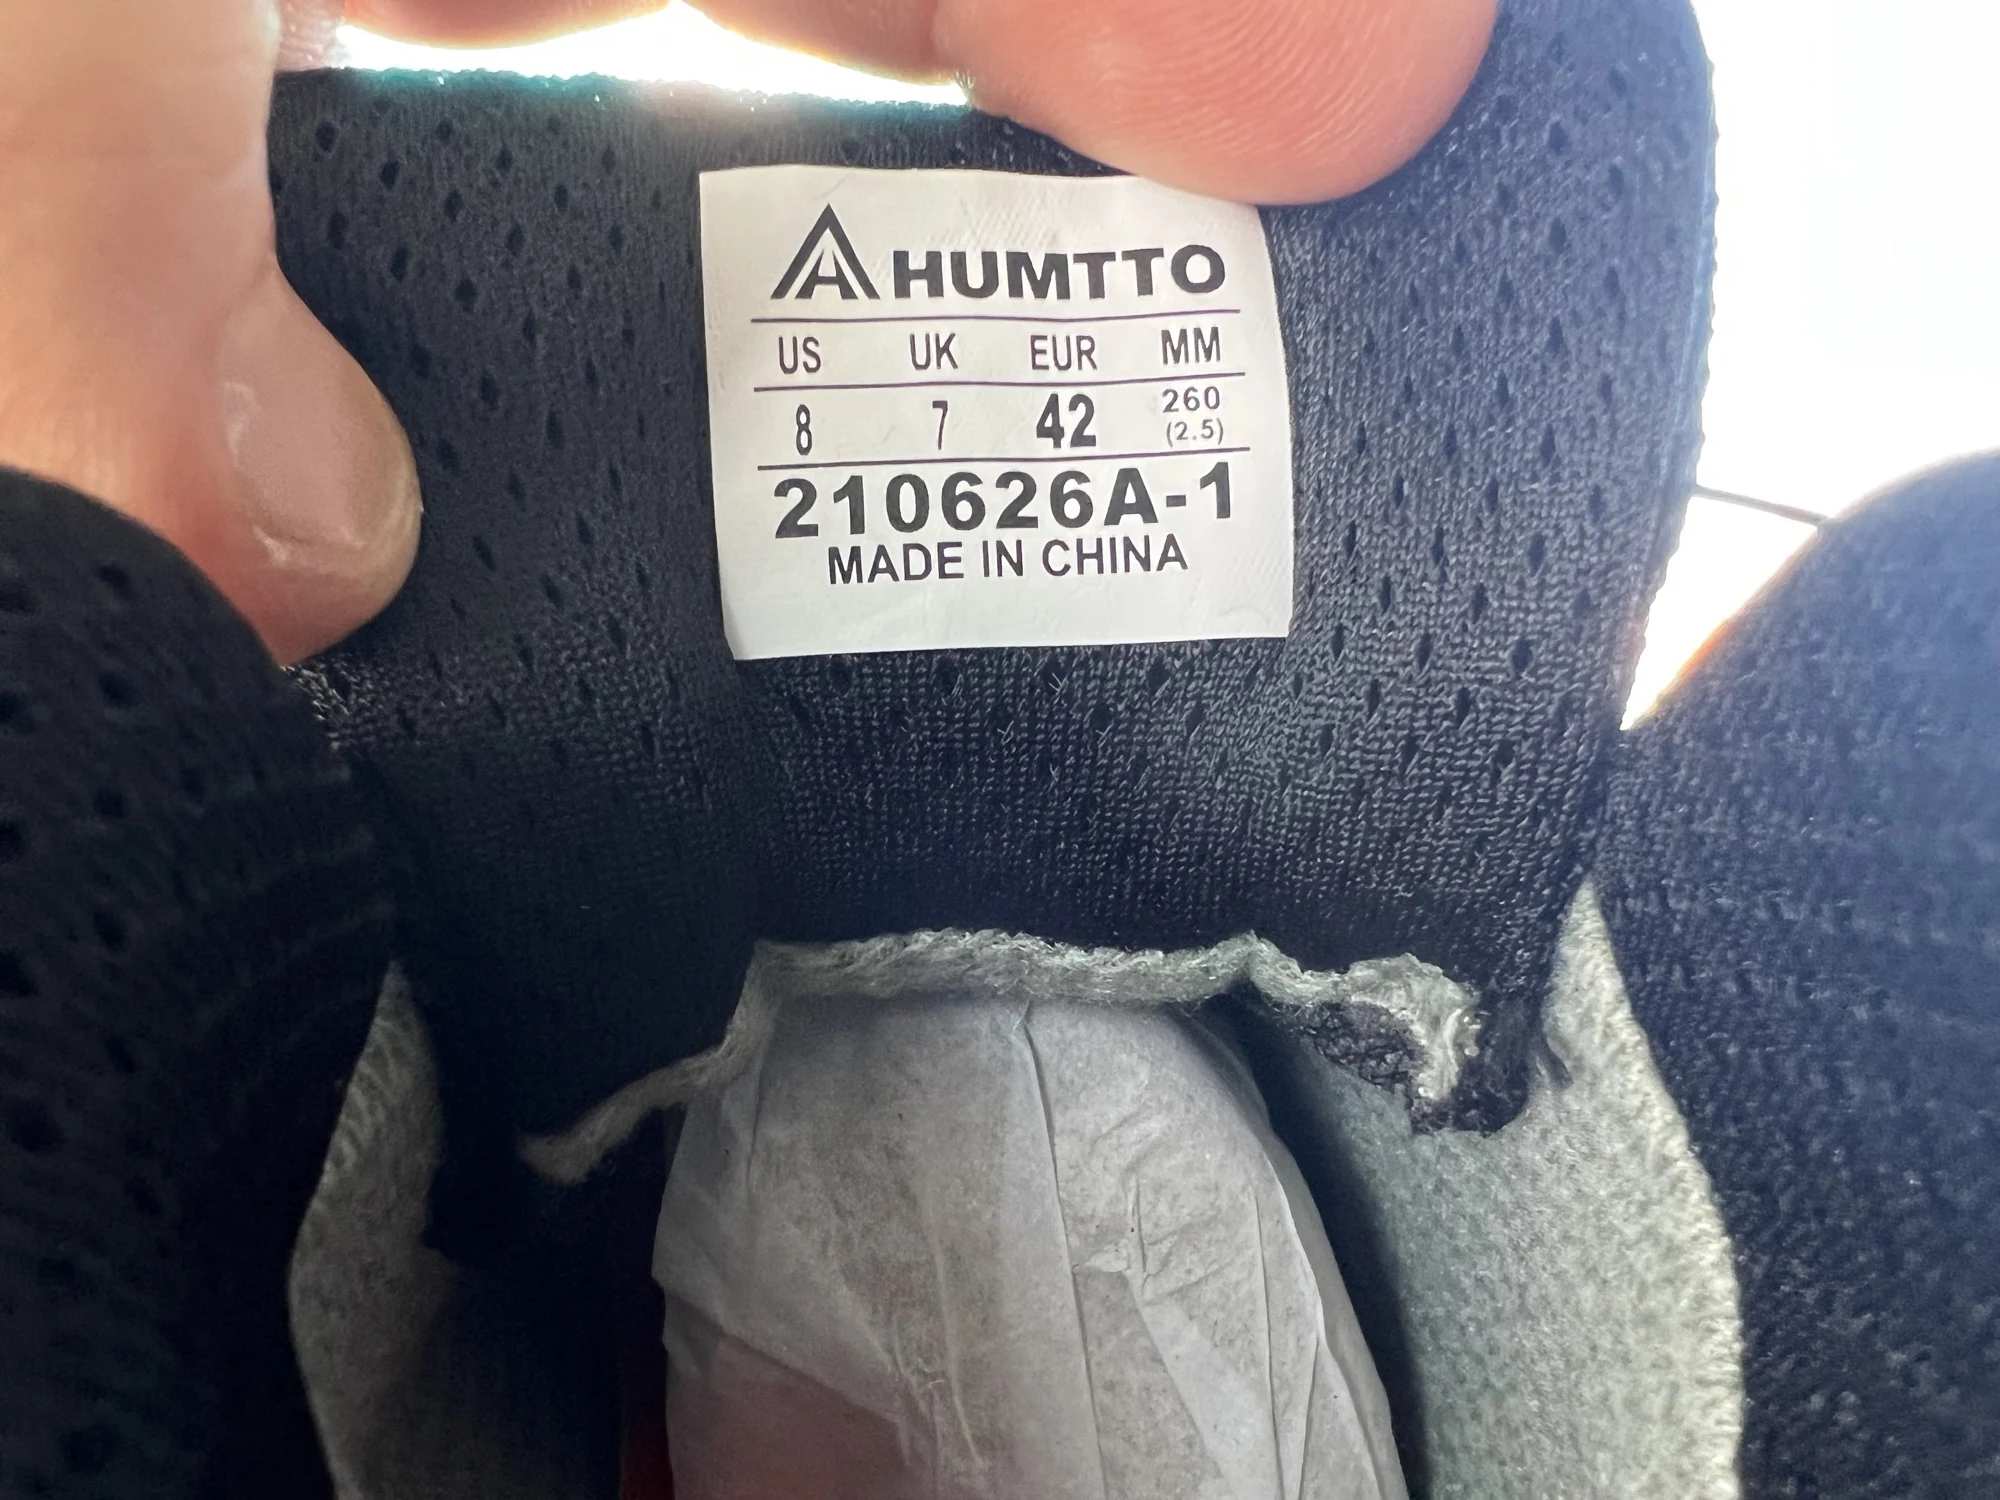 HUMTTO
US UK EUR MM
8 7 42 260
(2.5)
210626A-1
MADE IN CHINA